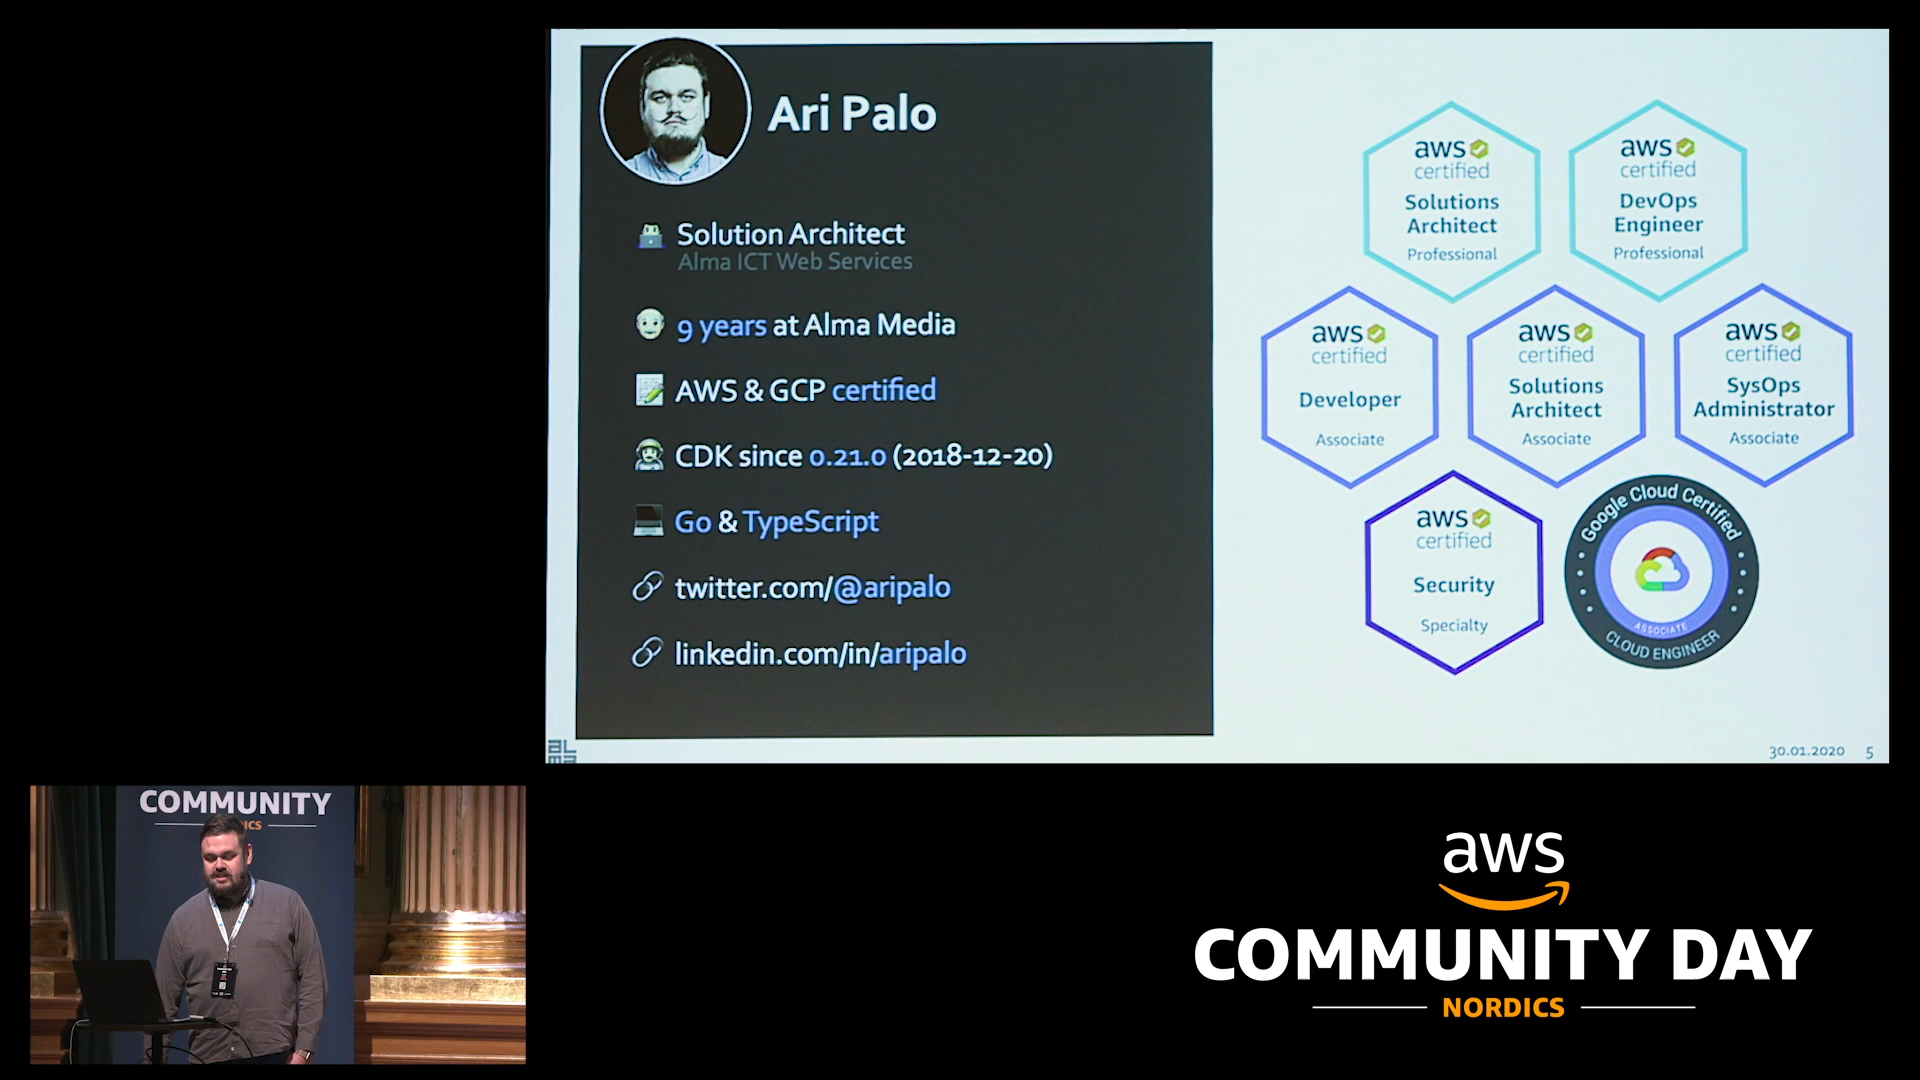 Ari Palo
Solution Architect
Alma ICT Web Services
9 years at Alma Media
AWS & GCP certified
CDK since 0.21.0 (2018-12-20)
Go & TypeScript
twitter.com/@aripalo
linkedin.com/in/aripalo
aws
certified
Solutions
Architect
Professional
aws
certified
DevOps
Engineer
Professional
aws
certified
Developer
Associate
aws
certified
Solutions
Architect
Associate
aws
certified
SysOps
Administrator
Associate
aws
certified
Security
Specialty
Google Cloud Certified
ASSOCIATE
CLOUD ENGINEER
30.01.2020 5
COMMUNITY
aws
COMMUNITY DAY
NORDICS